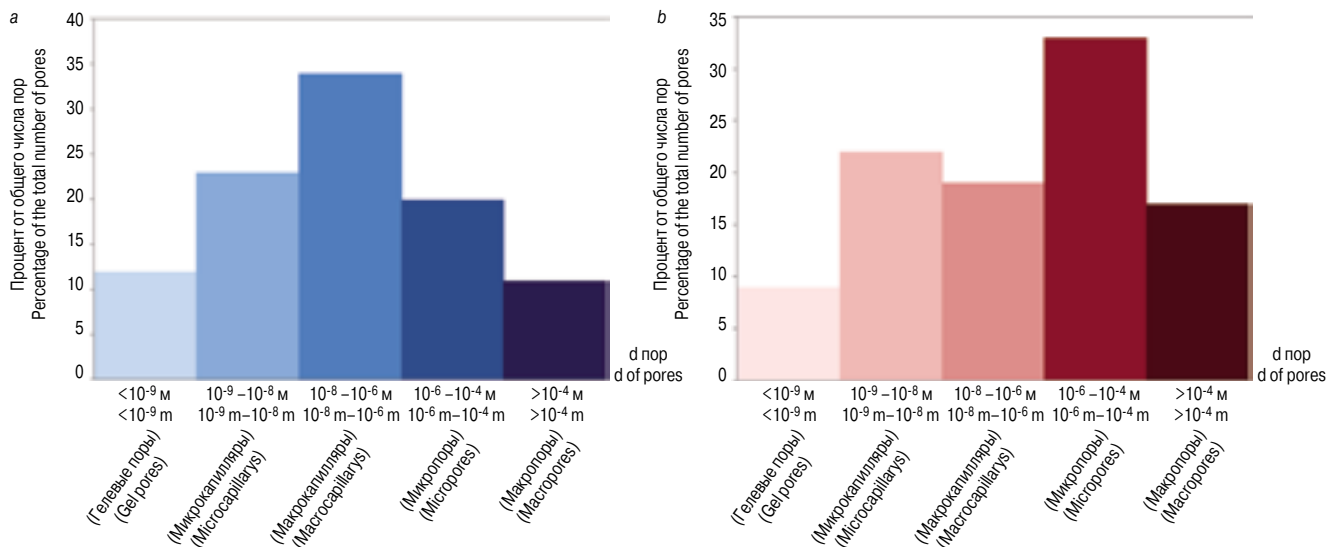 a
Процент от общего числа пор
Percentage of the total number of pores
40
35
30
25
20
15
10
5
0
d пор
d of pores
<10⁻⁹ м
<10⁻⁹ m
(Гелевые поры)
(Gel pores)
10⁻⁹ –10⁻⁸ м
10⁻⁹ m–10⁻⁸ m
(Микрокапилляры)
(Microcapillarys)
10⁻⁸ –10⁻⁶ м
10⁻⁸ m–10⁻⁶ m
(Макрокапилляры)
(Macrocapillarys)
10⁻⁶ –10⁻⁴ м
10⁻⁶ m–10⁻⁴ m
(Микропоры)
(Micropores)
>10⁻⁴ м
>10⁻⁴ m
(Макропоры)
(Macropores)
b
Процент от общего числа пор
Percentage of the total number of pores
35
30
25
20
15
10
5
0
d пор
d of pores
<10⁻⁹ м
<10⁻⁹ m
(Гелевые поры)
(Gel pores)
10⁻⁹ –10⁻⁸ м
10⁻⁹ m–10⁻⁸ m
(Микрокапилляры)
(Microcapillarys)
10⁻⁸ –10⁻⁶ м
10⁻⁸ m–10⁻⁶ m
(Макрокапилляры)
(Macrocapillarys)
10⁻⁶ –10⁻⁴ м
10⁻⁶ m–10⁻⁴ m
(Микропоры)
(Micropores)
>10⁻⁴ м
>10⁻⁴ m
(Макропоры)
(Macropores)